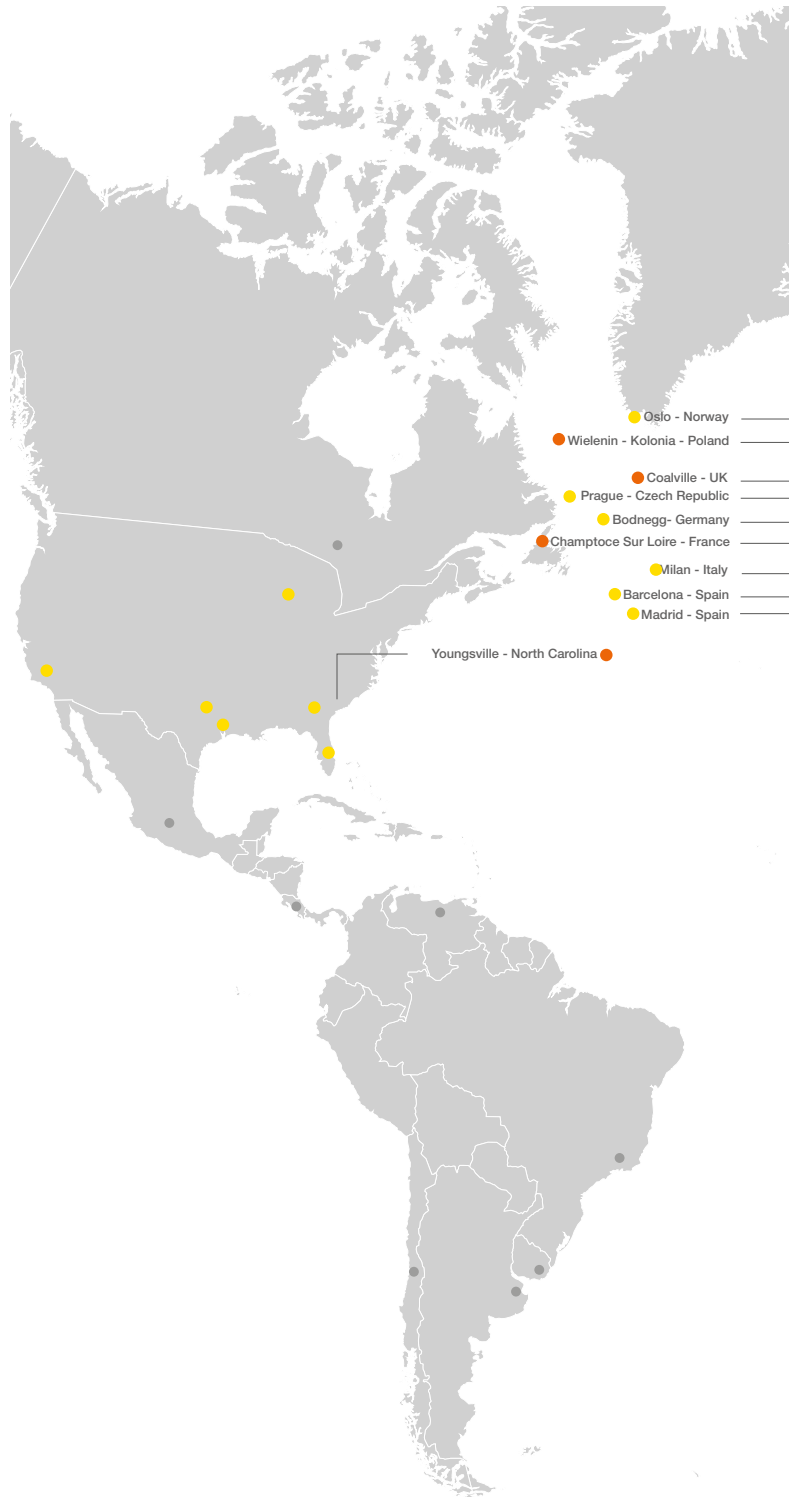 Oslo - Norway
Wielenin - Kolonia - Poland
Coalville - UK
Prague - Czech Republic
Bodnegg- Germany
Champtoce Sur Loire - France
Milan - Italy
Barcelona - Spain
Madrid - Spain
Youngsville - North Carolina